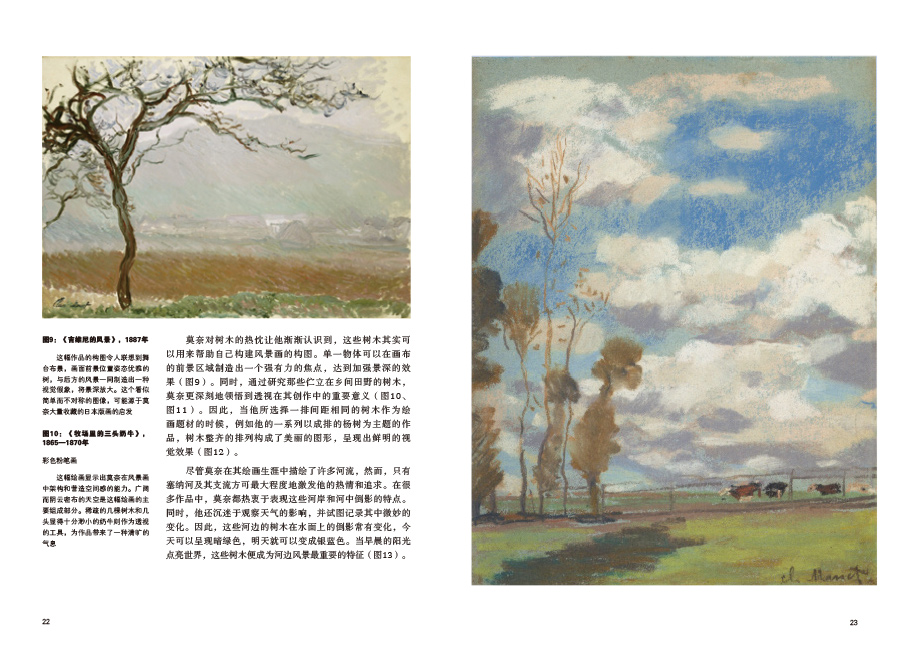 图9：《吉维尼的风景》，1887年
这幅作品的构图令人联想到舞
台布景，画面前景位置姿态优雅的
树，与后方的风景一同制造出一种
视觉假象，将景深放大。这个看似
简单而不对称的图像，可能源于莫
奈大量收藏的日本版画的启发
图10：《牧场里的三头奶牛》，
1865—1870年
彩色粉笔画
这幅绘画显示出莫奈在风景画
中架构和营造空间感的能力。广阔
而阴云密布的天空是这幅绘画的主
要组成部分。稀疏的几棵树木和几
头显得十分渺小的奶牛则作为透视
的工具，为作品带来了一种清旷的
气息
莫奈对树木的热忱让他渐渐认识到，这些树木其实可
以用来帮助自己构建风景画的构图。单一物体可以在画布
的前景区域制造出一个强有力的焦点，达到加强景深的效
果（图9）。同时，通过研究那些伫立在乡间田野的树木，
莫奈更深刻地领悟到透视在其创作中的重要意义（图10、
图11）。因此，当他所选择一排间距相同的树木作为绘
画题材的时候，例如他的一系列以成排的杨树为主题的作
品，树木整齐的排列构成了美丽的图形，呈现出鲜明的视
觉效果（图12）。
尽管莫奈在其绘画生涯中描绘了许多河流，然而，只有
塞纳河及其支流方可最大程度地激发他的热情和追求。在很
多作品中，莫奈都热衷于表现这些河岸和河中倒影的特点。
同时，他还沉迷于观察天气的影响，并试图记录其中微妙的
变化。因此，这些河边的树木在水面上的倒影常有变化，今
天可以呈现暗绿色，明天就可以变成银蓝色。当早晨的阳光
点亮世界，这些树木便成为河边风景最重要的特征（图13）。
22
23